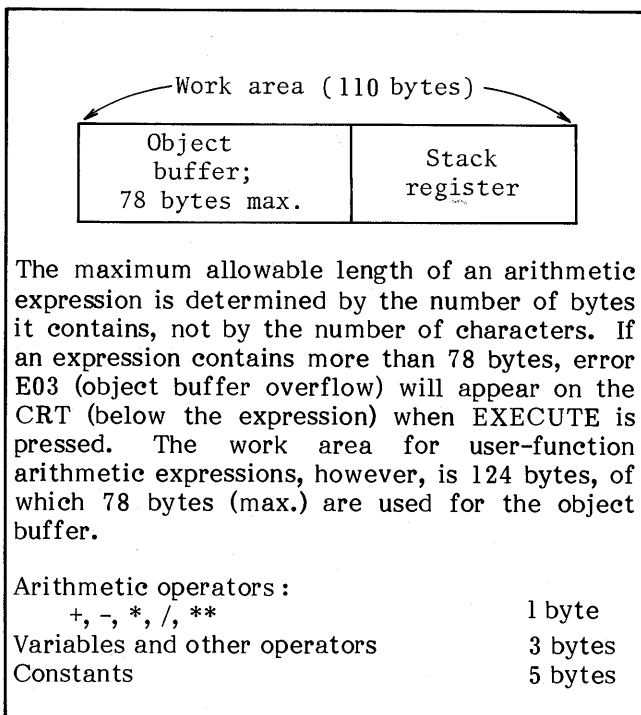 Work area (110 bytes)
Object
buffer;
78 bytes max.
Stack
register
The maximum allowable length of an arithmetic
expression is determined by the number of bytes
it contains, not by the number of characters. If
an expression contains more than 78 bytes, error
E03 (object buffer overflow) will appear on the
CRT (below the expression) when EXECUTE is
pressed. The work area for user-function
arithmetic expressions, however, is 124 bytes, of
which 78 bytes (max.) are used for the object
buffer.
Arithmetic operators :
+, -, *, /, ** 1 byte
Variables and other operators 3 bytes
Constants 5 bytes